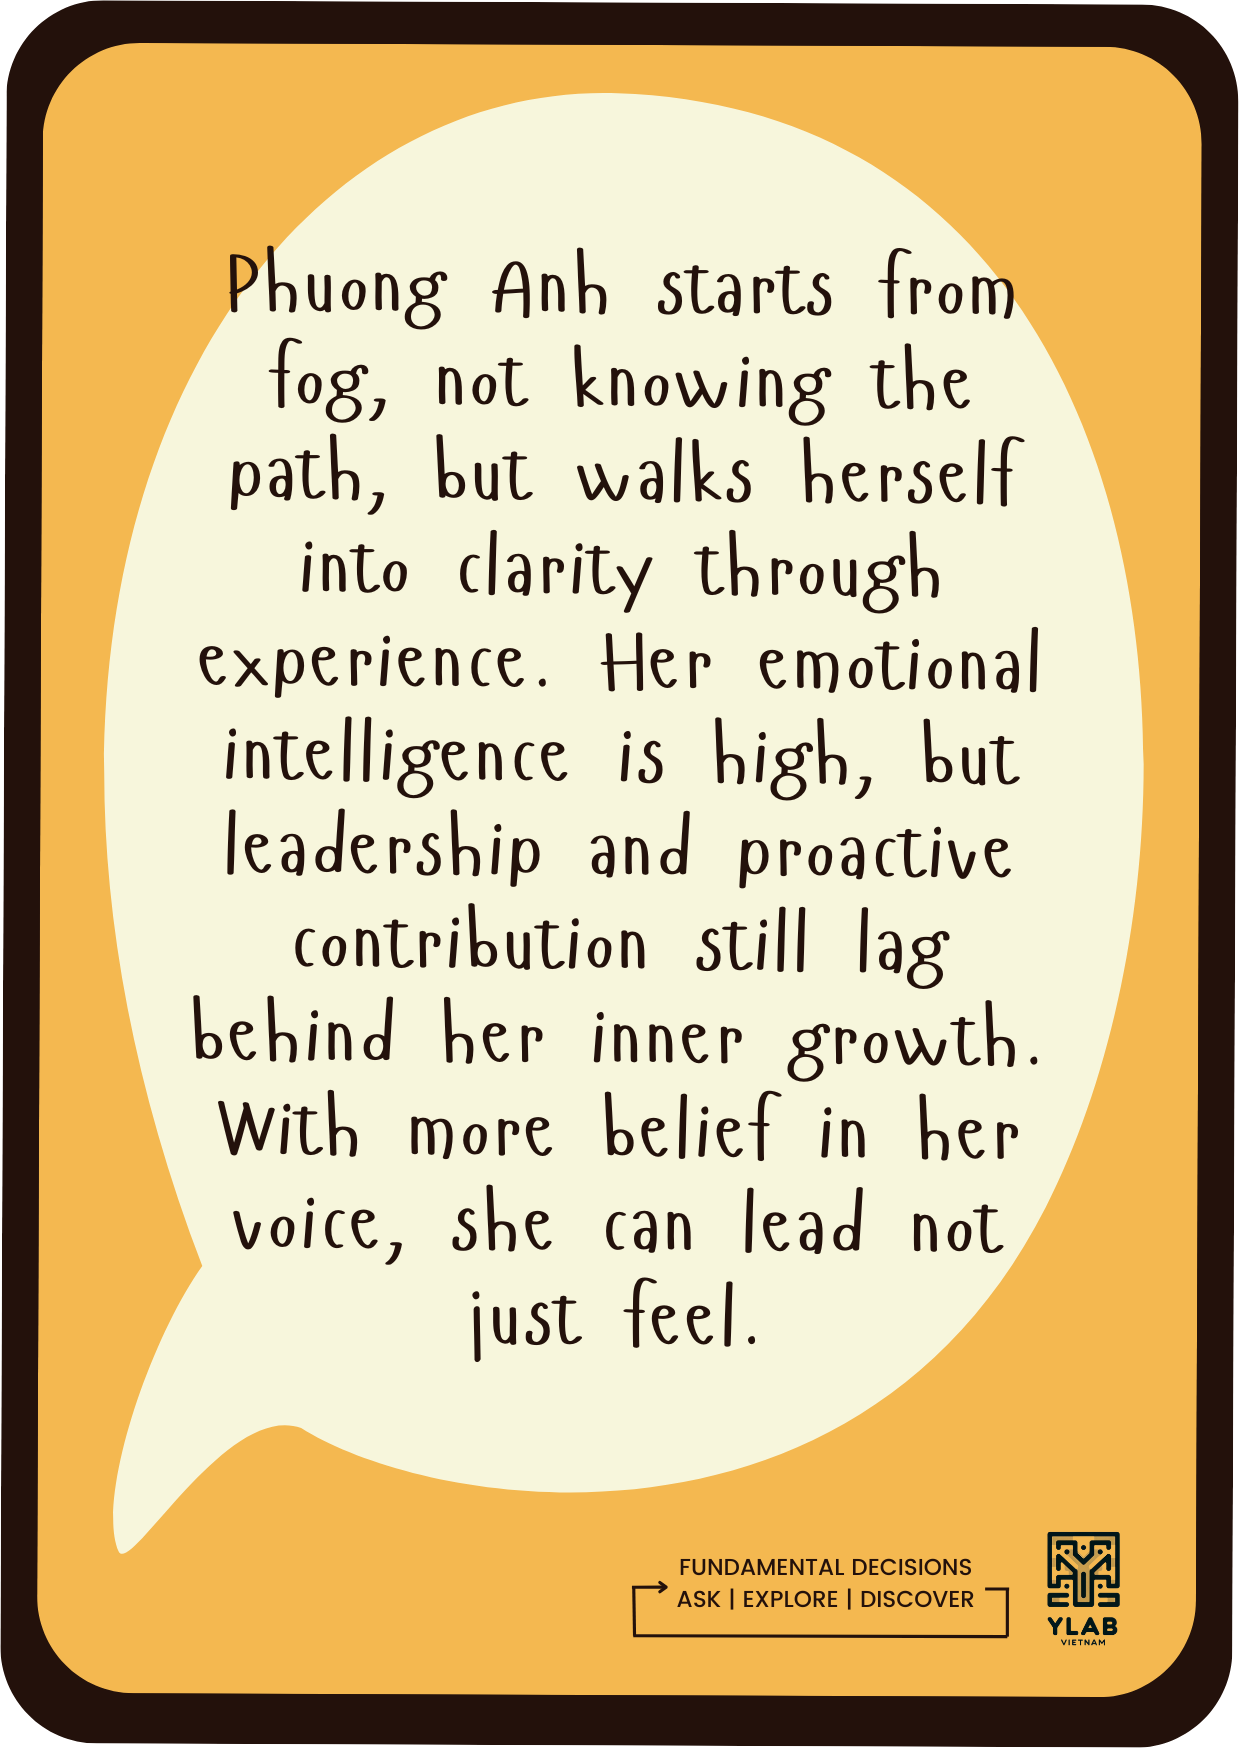 Phuong Anh starts from
fog, not knowing the
path, but walks herself
into clarity through
experience. Her emotional
intelligence is high, but
leadership and proactive
contribution still lag
behind her inner growth.
With more belief in her
voice, she can lead not
just feel.
FUNDAMENTAL DECISIONS
ASK | EXPLORE | DISCOVER
YLAB
VIETNAM